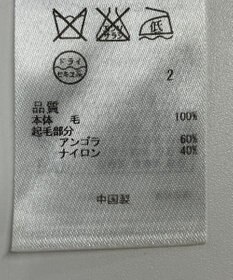 低
ドライ
セキユ系
2
品質
本体 毛 100%
起毛部分
アンゴラ 60%
ナイロン 40%
中国製